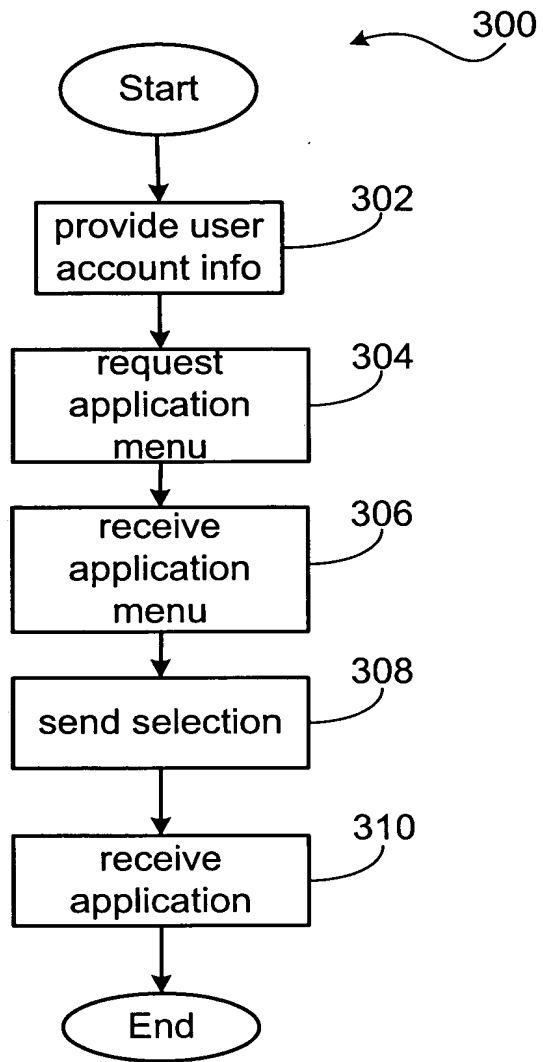 300
Start
302
provide user
account info
304
request
application
menu
306
receive
application
menu
308
send selection
310
receive
application
End